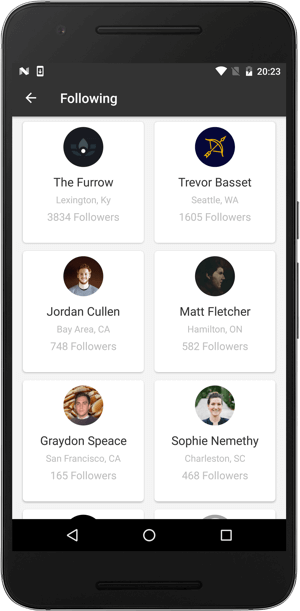 20:23
Following
The Furrow
Lexington, Ky
3834 Followers
Trevor Basset
Seattle, WA
1605 Followers
Jordan Cullen
Bay Area, CA
748 Followers
Matt Fletcher
Hamilton, ON
582 Followers
Graydon Speace
San Francisco, CA
165 Followers
Sophie Nemethy
Charleston, SC
468 Followers